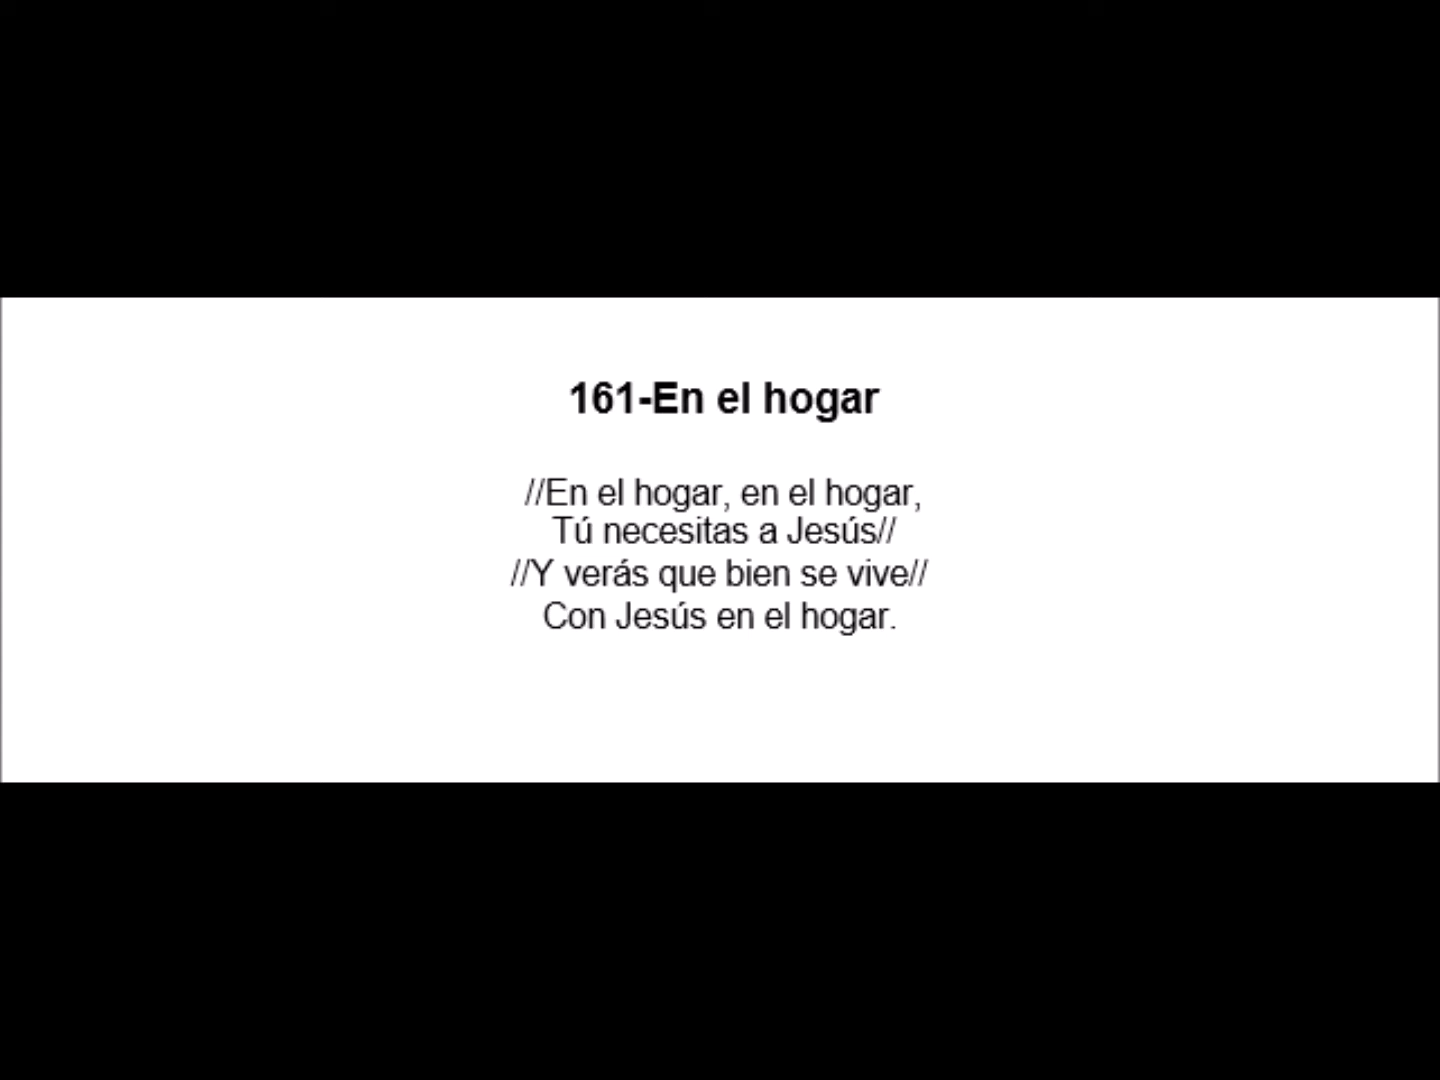 161-En el hogar
//En el hogar, en el hogar,
Tú necesitas a Jesús//
//Y verás que bien se vive//
Con Jesús en el hogar.